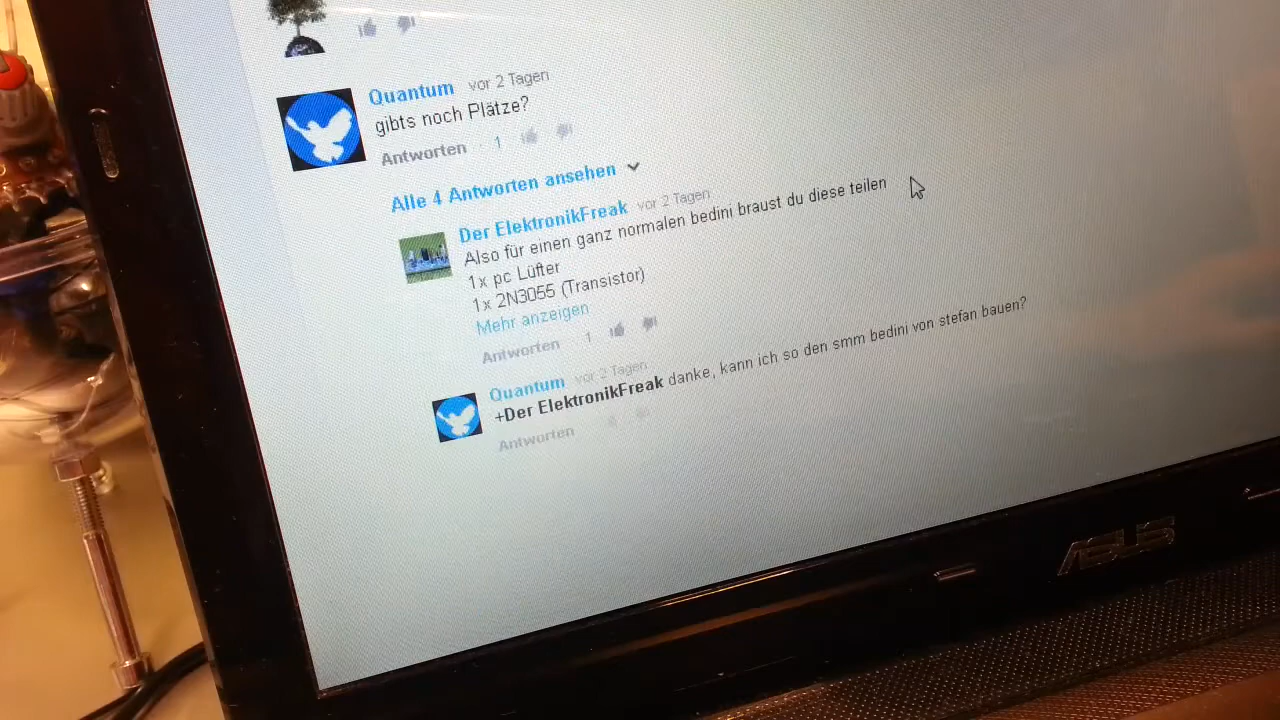 Quantum vor 2 Tagen
gibts noch Plätze?
Antworten · 1
Alle 4 Antworten ansehen
Der ElektronikFreak vor 2 Tagen
Also für einen ganz normalen bedini braust du diese teilen
1x pc Lüfter
1x 2N3055 (Transistor)
Mehr anzeigen
Antworten · 1
Quantum vor 2 Tagen
+Der ElektronikFreak danke, kann ich so den smm bedini von stefan bauen?
Antworten
ASUS